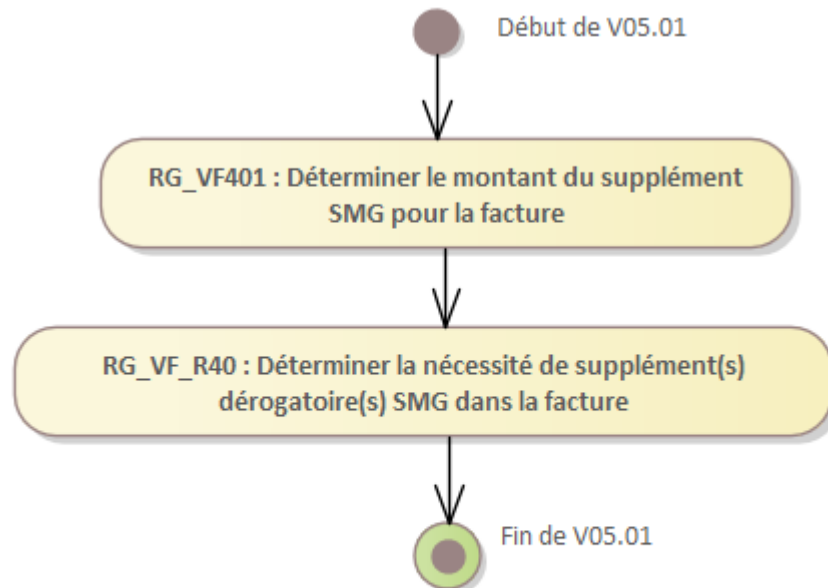 Début de V05.01
RG_VF401 : Déterminer le montant du supplément
SMG pour la facture
RG_VF_R40 : Déterminer la nécessité de supplément(s)
dérogatoire(s) SMG dans la facture
Fin de V05.01